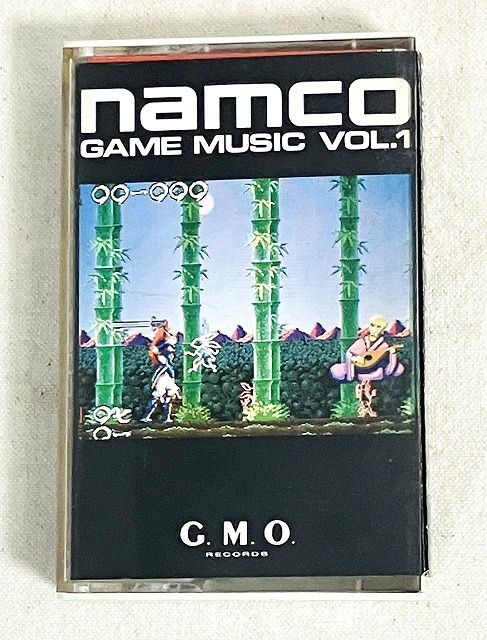 namco
GAME MUSIC VOL.1
00-000
G. M. O.
RECORDS